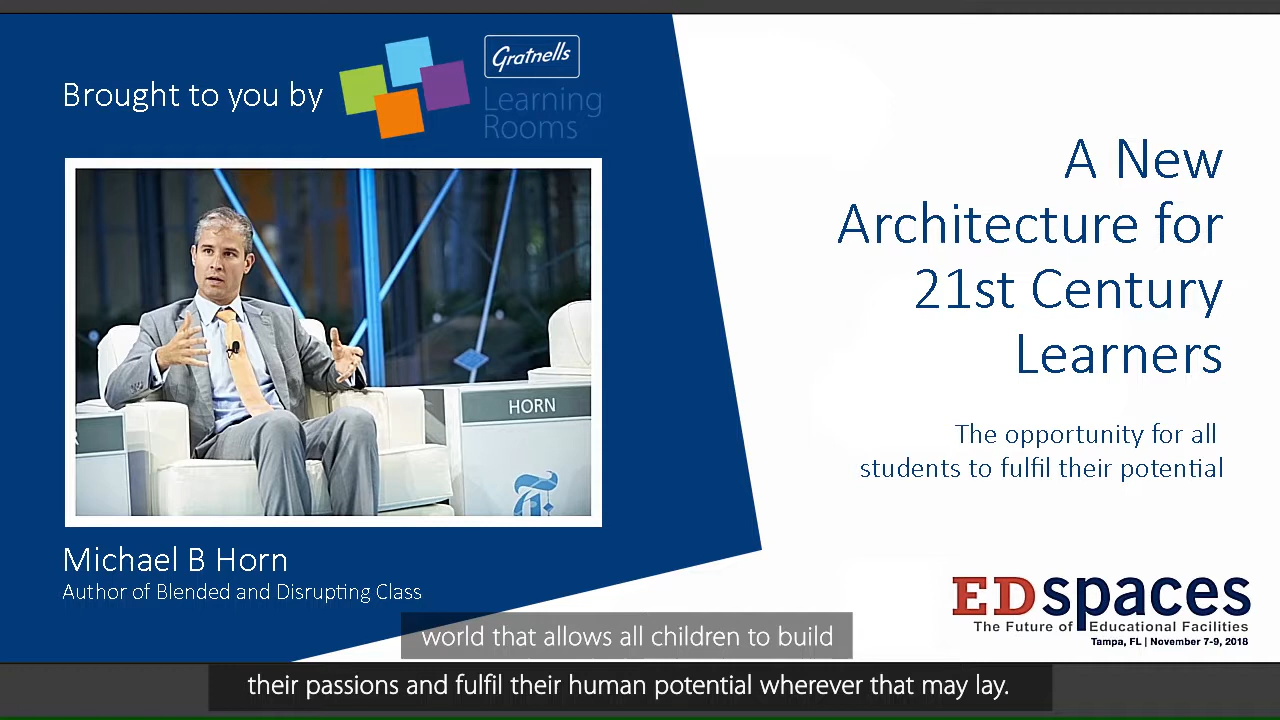 Brought to you by
Gratnells
Learning
Rooms
HORN
R
Michael B Horn
Author of Blended and Disrupting Class
A New
Architecture for
21st Century
Learners
The opportunity for all
students to fulfil their potential
EDspaces
The Future of Educational Facilities
Tampa, FL | November 7-9, 2018
world that allows all children to build
their passions and fulfil their human potential wherever that may lay.